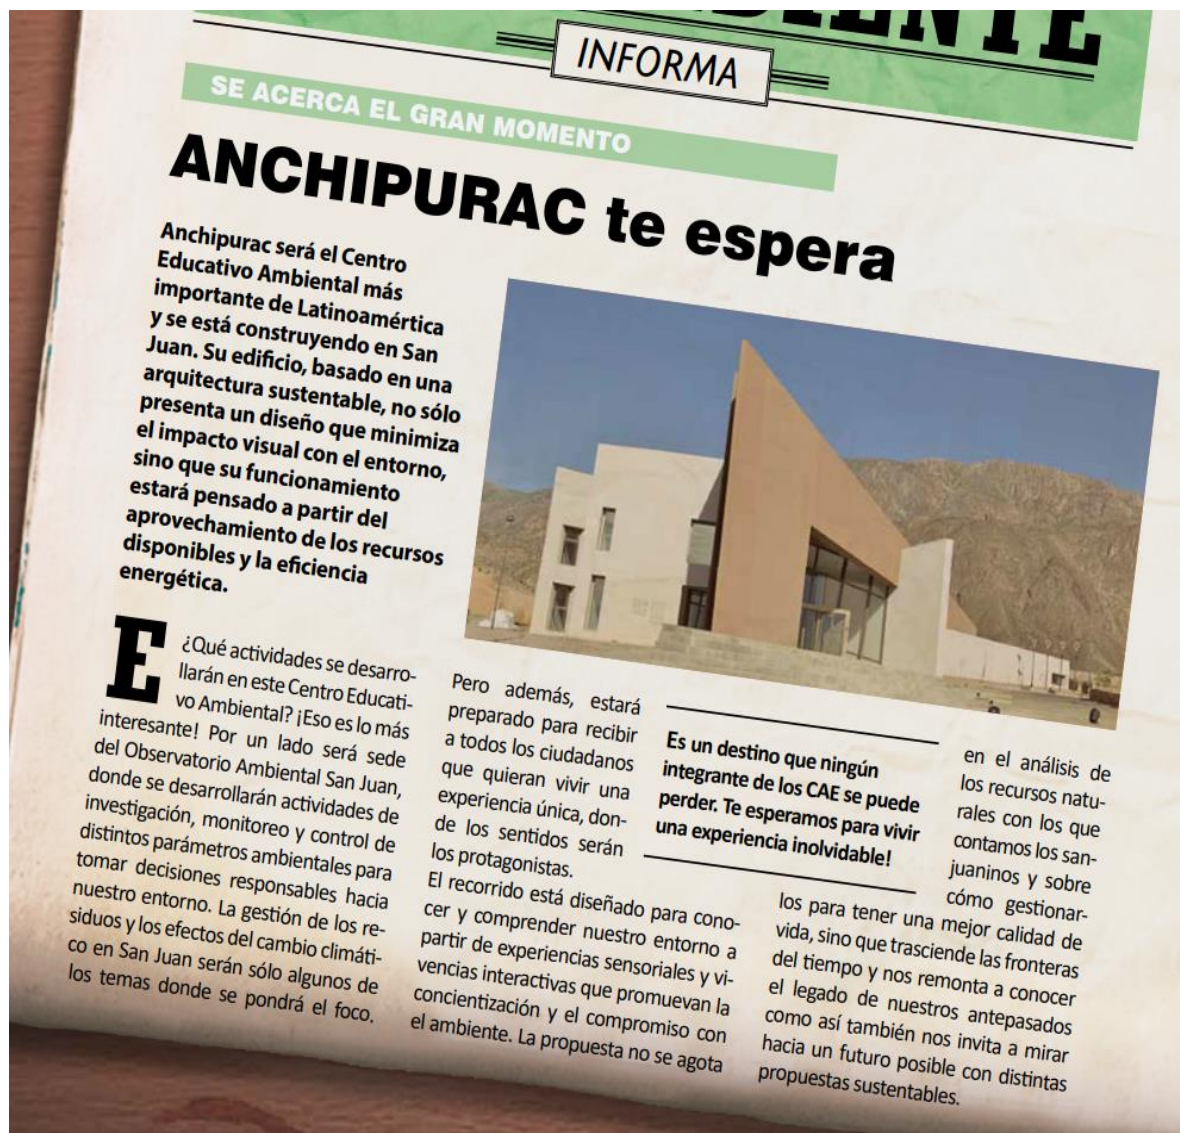 INFORMA
SE ACERCA EL GRAN MOMENTO
ANCHIPURAC te espera
Anchipurac será el Centro
Educativo Ambiental más
importante de Latinoamértica
y se está construyendo en San
Juan. Su edificio, basado en una
arquitectura sustentable, no sólo
presenta un diseño que minimiza
el impacto visual con el entorno,
sino que su funcionamiento
estará pensado a partir del
aprovechamiento de los recursos
disponibles y la eficiencia
energética.
E ¿Qué actividades se desarro-
llarán en este Centro Educati-
vo Ambiental? ¡Eso es lo más
interesante! Por un lado será sede
del Observatorio Ambiental San Juan,
donde se desarrollarán actividades de
investigación, monitoreo y control de
distintos parámetros ambientales para
tomar decisiones responsables hacia
nuestro entorno. La gestión de los re-
siduos y los efectos del cambio climáti-
co en San Juan serán sólo algunos de
los temas donde se pondrá el foco.
Pero además, estará
preparado para recibir
a todos los ciudadanos
que quieran vivir una
experiencia única, don-
de los sentidos serán
los protagonistas.
El recorrido está diseñado para cono-
cer y comprender nuestro entorno a
partir de experiencias sensoriales y vi-
vencias interactivas que promuevan la
concientización y el compromiso con
el ambiente. La propuesta no se agota
Es un destino que ningún
integrante de los CAE se puede
perder. Te esperamos para vivir
una experiencia inolvidable!
en el análisis de
los recursos natu-
rales con los que
contamos los san-
juaninos y sobre
cómo gestionar-
los para tener una mejor calidad de
vida, sino que trasciende las fronteras
del tiempo y nos remonta a conocer
el legado de nuestros antepasados
como así también nos invita a mirar
hacia un futuro posible con distintas
propuestas sustentables.